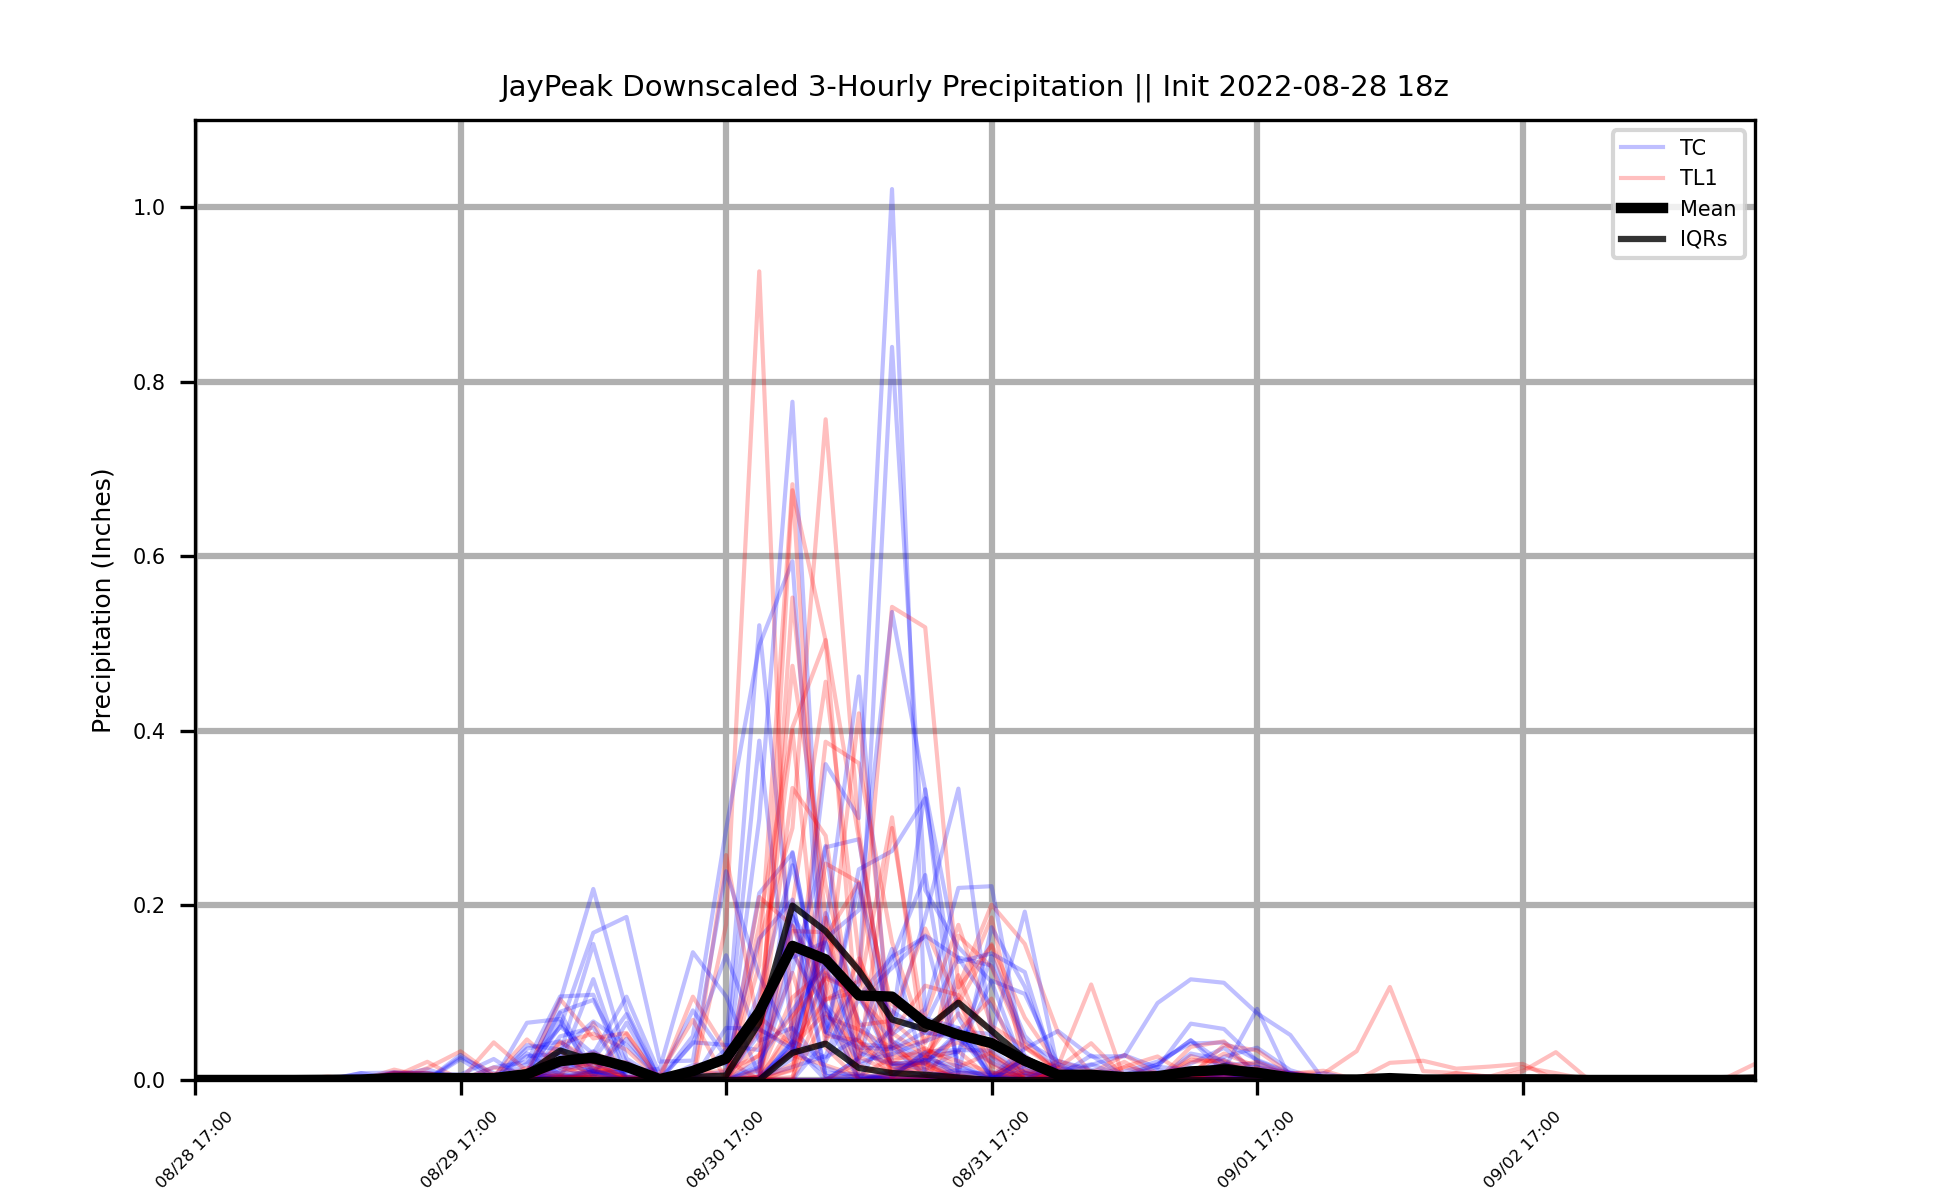 JayPeak Downscaled 3-Hourly Precipitation || Init 2022-08-28 18z
TC
TL1
Mean
IQRs
1.0
0.8
0.6
0.4
0.2
0.0
Precipitation (Inches)
08/28 17:00
08/29 17:00
08/30 17:00
08/31 17:00
09/01 17:00
09/02 17:00